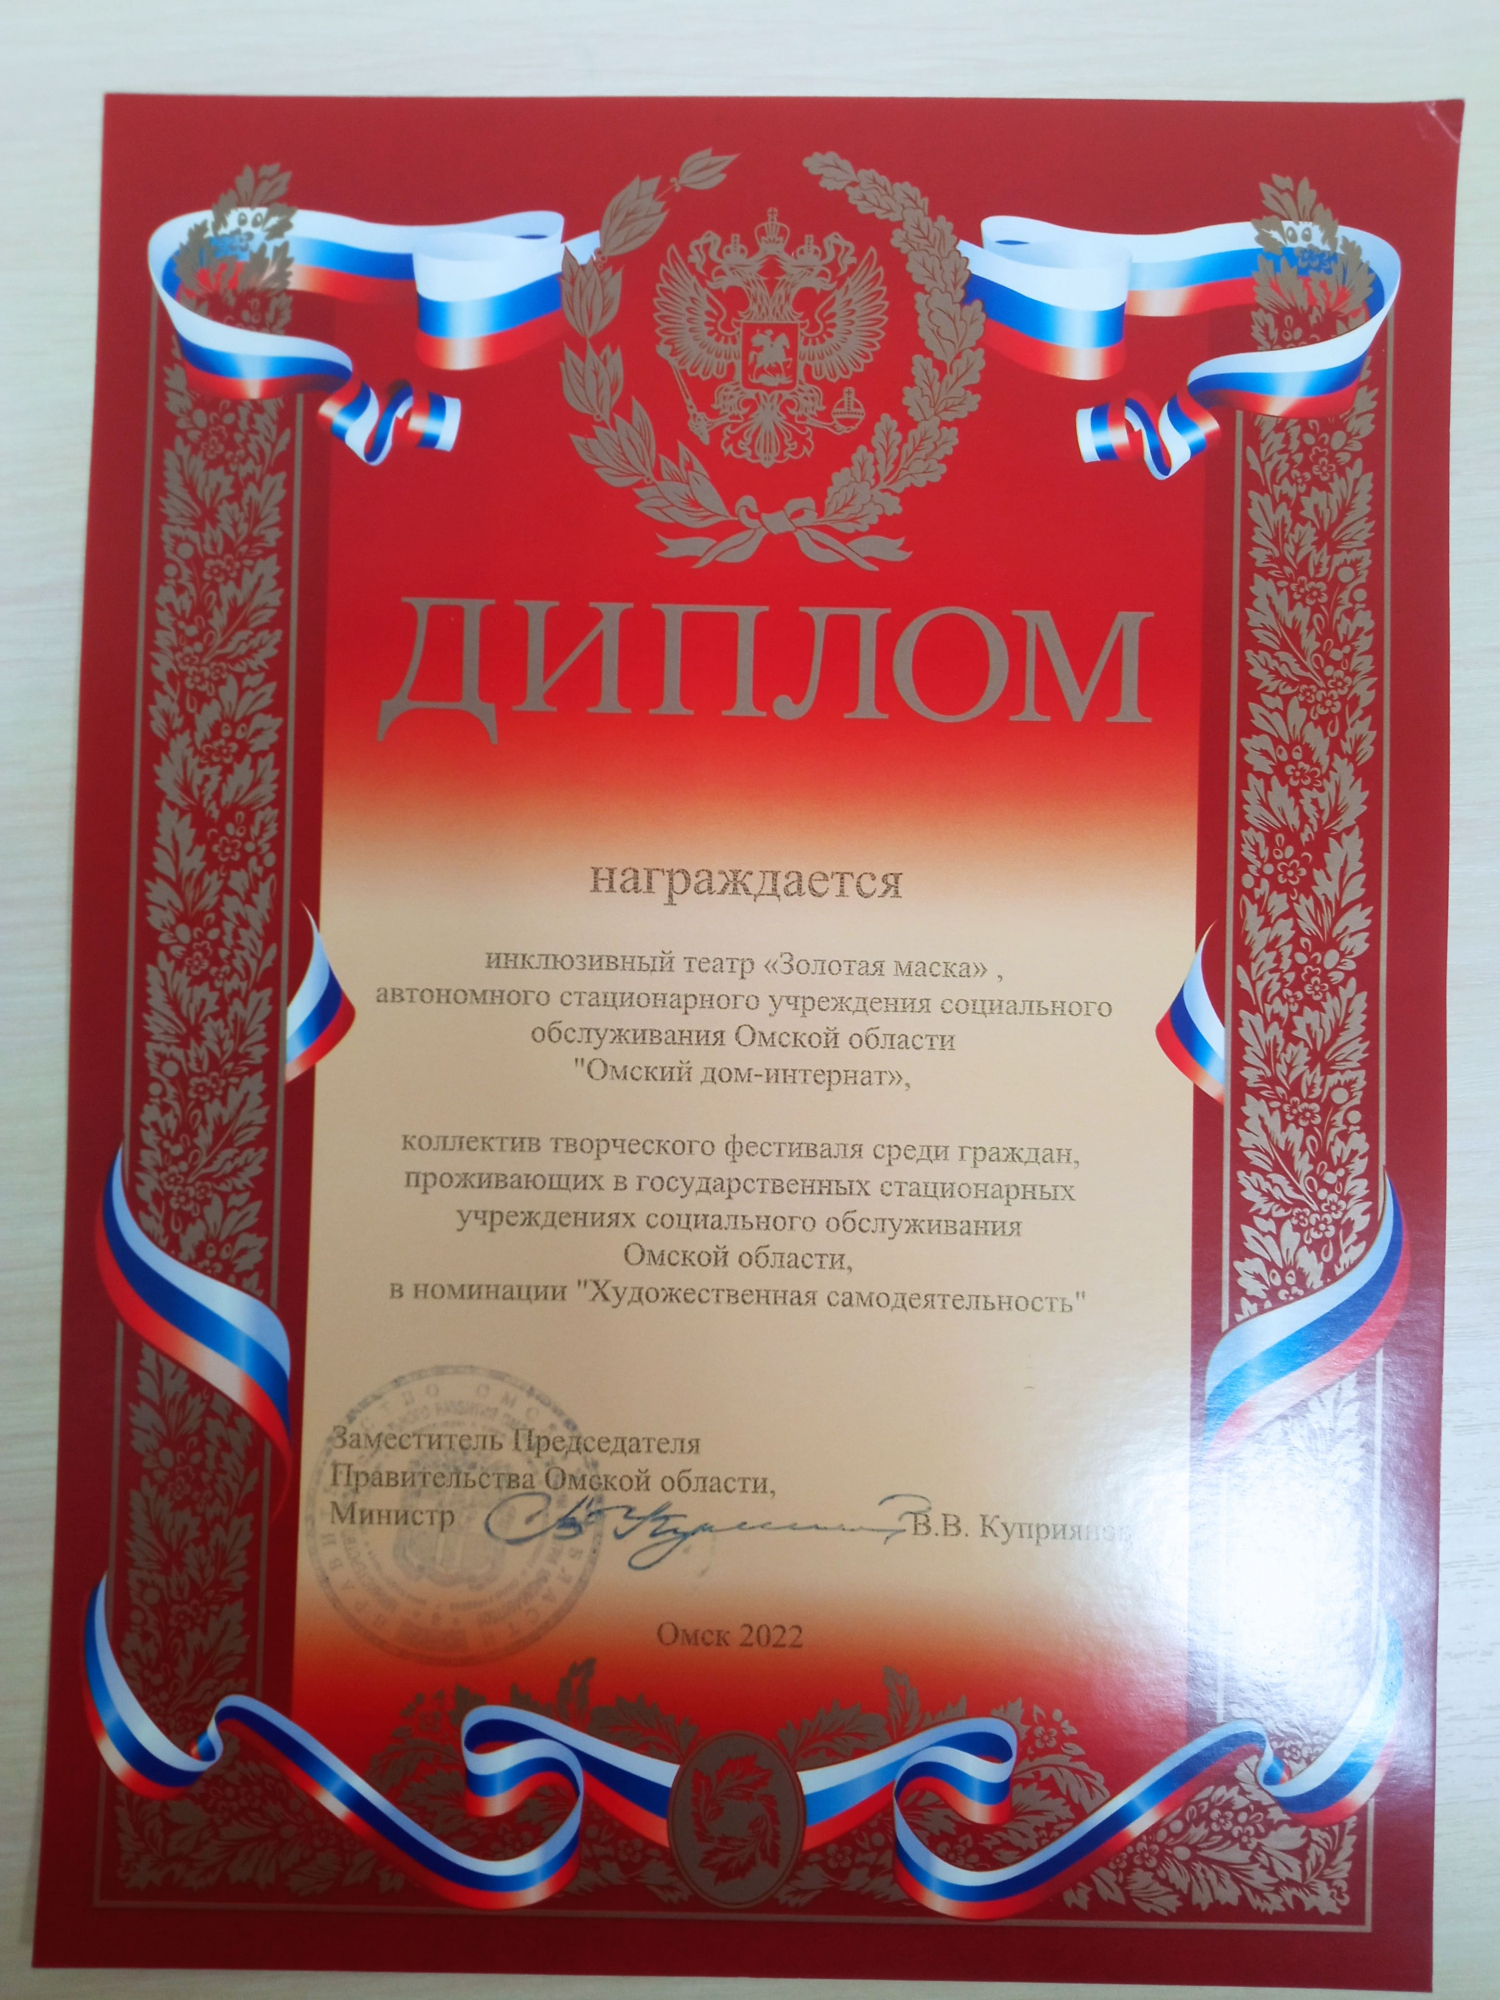 ДИПЛОМ
награждается
инклюзивный театр «Золотая маска» ,
автономного стационарного учреждения социального
обслуживания Омской области
"Омский дом-интернат»,
коллектив творческого фестиваля среди граждан,
проживающих в государственных стационарных
учреждениях социального обслуживания
Омской области,
в номинации "Художественная самодеятельность"
Заместитель Председателя
Правительства Омской области,
Министр
В.В. Куприянов
Омск 2022